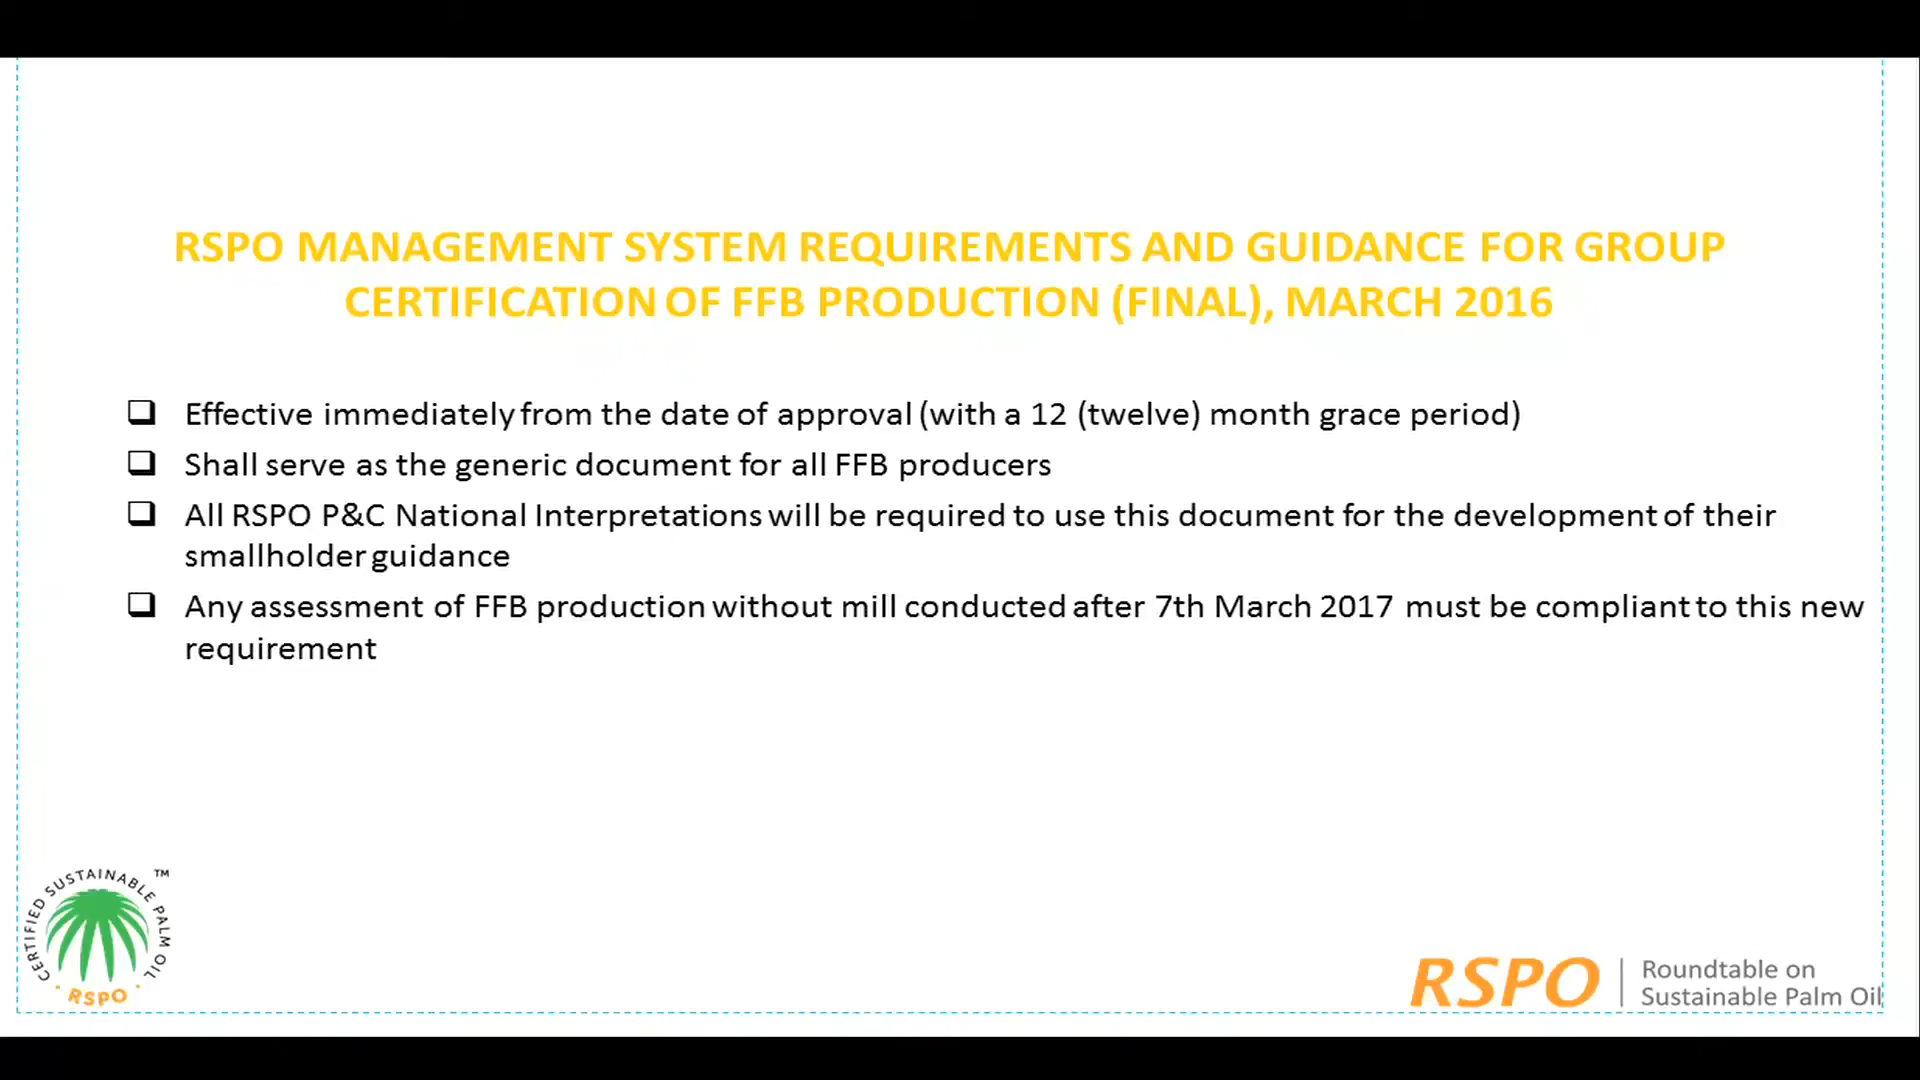 RSPO MANAGEMENT SYSTEM REQUIREMENTS AND GUIDANCE FOR GROUP
CERTIFICATION OF FFB PRODUCTION (FINAL), MARCH 2016
Effective immediately from the date of approval (with a 12 (twelve) month grace period)
Shall serve as the generic document for all FFB producers
All RSPO P&C National Interpretations will be required to use this document for the development of their
smallholder guidance
Any assessment of FFB production without mill conducted after 7th March 2017 must be compliant to this new
requirement
CERTIFIED SUSTAINABLE PALM OIL ™
RSPO
RSPO
Roundtable on
Sustainable Palm Oil